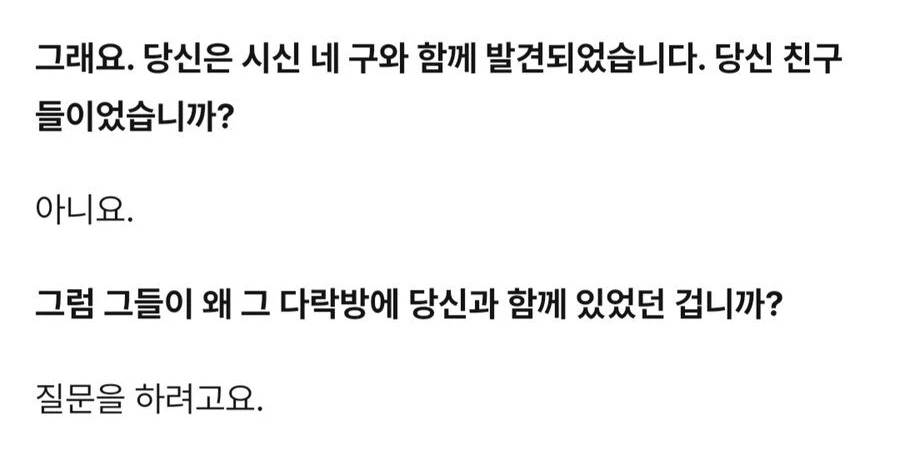 그래요. 당신은 시신 네 구와 함께 발견되었습니다. 당신 친구
들이었습니까?
아니요.
그럼 그들이 왜 그 다락방에 당신과 함께 있었던 겁니까?
질문을 하려고요.